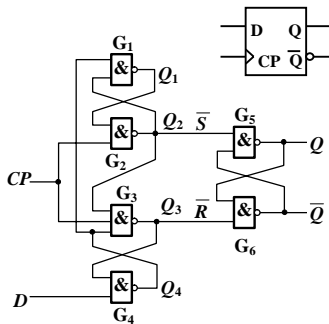 G1
& Q1
D Q
CP Q̅
& Q2 S̅ G5
G2 & Q
CP
G3
& Q3 R̅ & Q̅
G6
& Q4
D G4